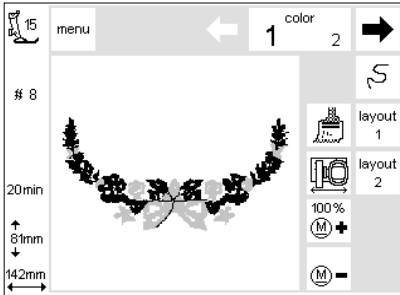 15
menu
color
1 2
# 8
layout
1
layout
2
20min
81mm
142mm
100%
M +
M -